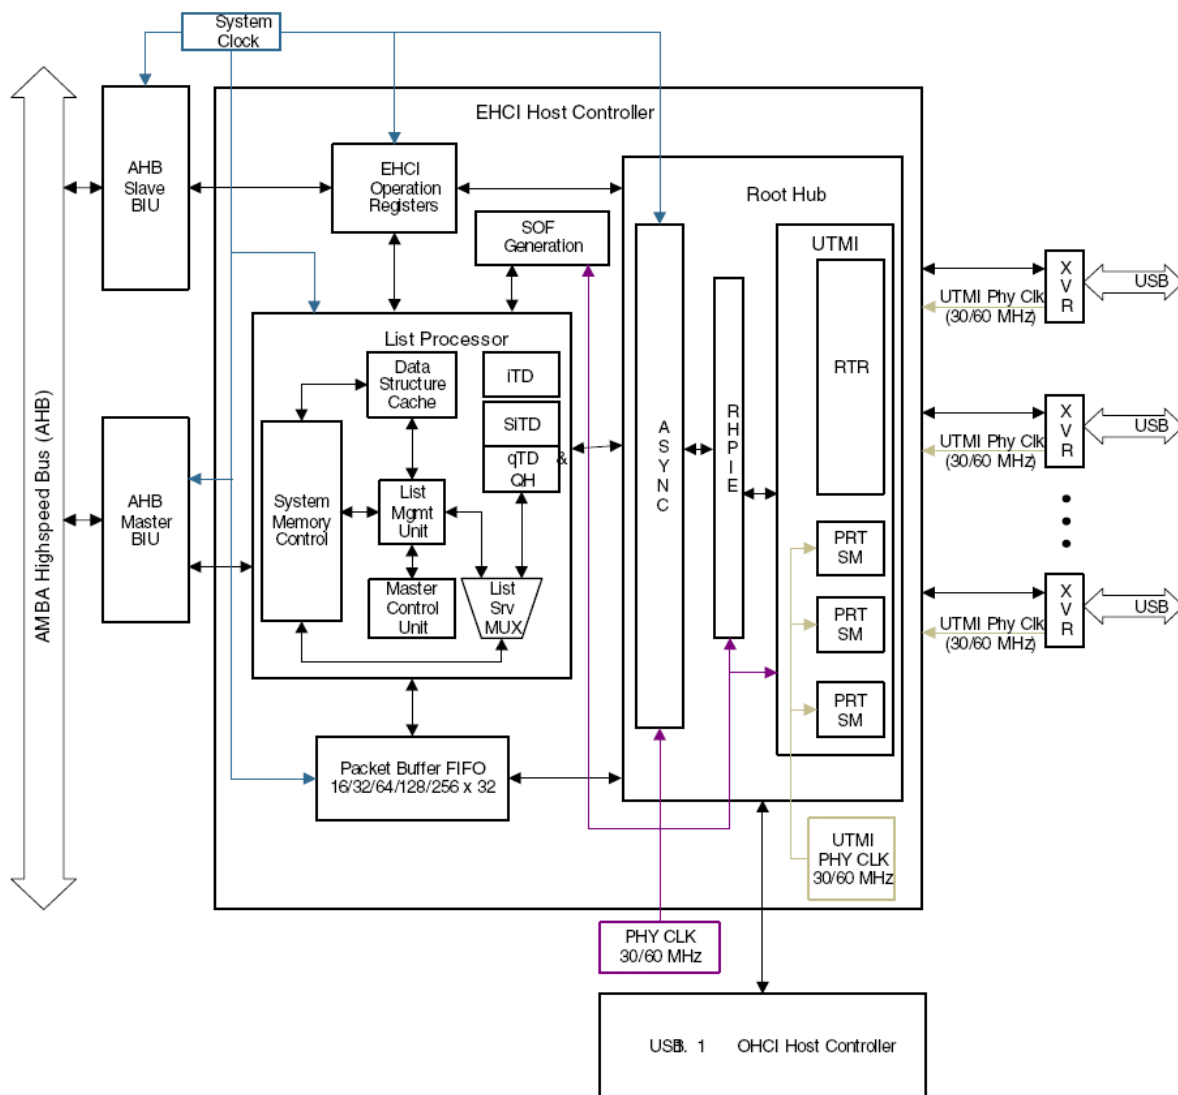 System
Clock
EHCI Host Controller
AHB
Slave
BIU
EHCI
Operation
Registers
Root Hub
SOF
Generation
UTMI
X
V
R
USB
UTMI Phy Clk
(30/60 MHz)
List Processor
Data
Structure
Cache
iTD
SiTD
qTD &
QH
RTR
A
S
Y
N
C
R
H
P
I
E
X
V
R
USB
UTMI Phy Clk
(30/60 MHz)
AMBA Highspeed Bus (AHB)
AHB
Master
BIU
System
Memory
Control
List
Mgmt
Unit
Master
Control
Unit
List
Srv
MUX
PRT
SM
PRT
SM
PRT
SM
X
V
R
USB
UTMI Phy Clk
(30/60 MHz)
Packet Buffer FIFO
16/32/64/128/256 x 32
UTMI
PHY CLK
30/60 MHz
PHY CLK
30/60 MHz
1 OHCI Host Controller